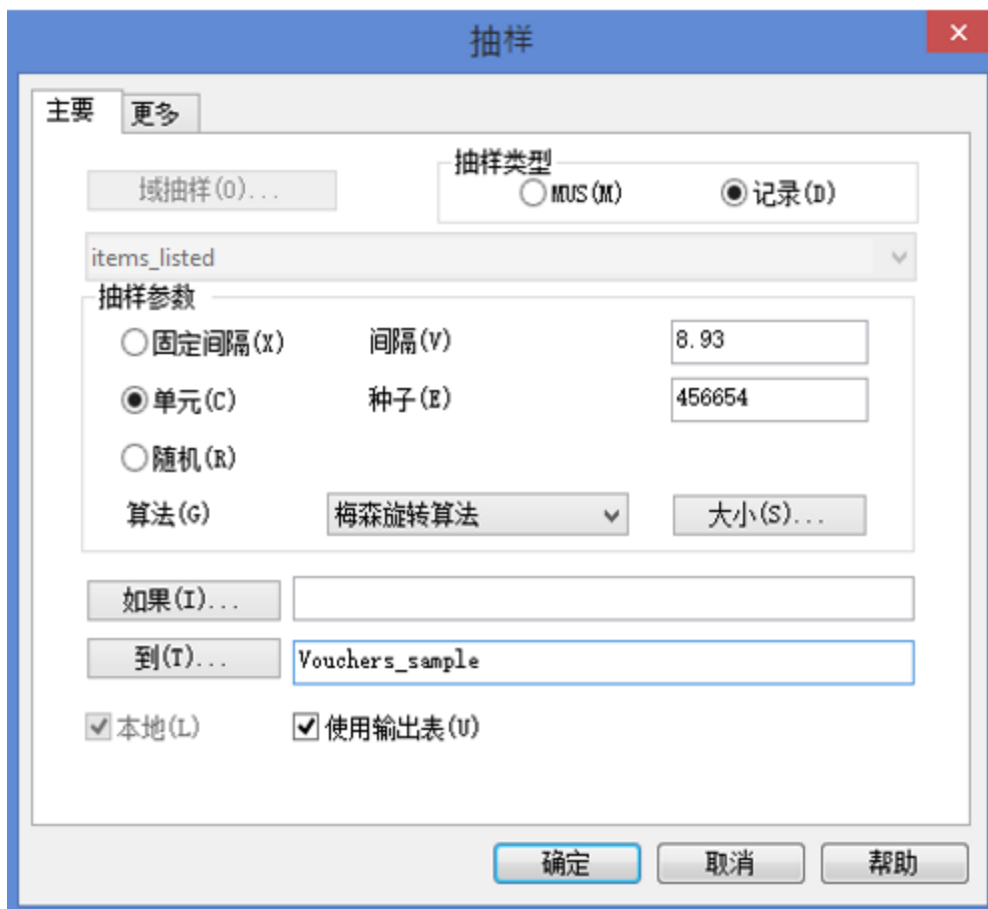 抽样
主要 更多
抽样类型
域抽样(O)... MUS(M) 记录(D)
items_listed
抽样参数
固定间隔(X) 间隔(V) 8.93
单元(C) 种子(E) 456654
随机(R)
算法(G) 梅森旋转算法 大小(S)...
如果(I)...
到(T)... Vouchers_sample
本地(L) 使用输出表(U)
确定 取消 帮助